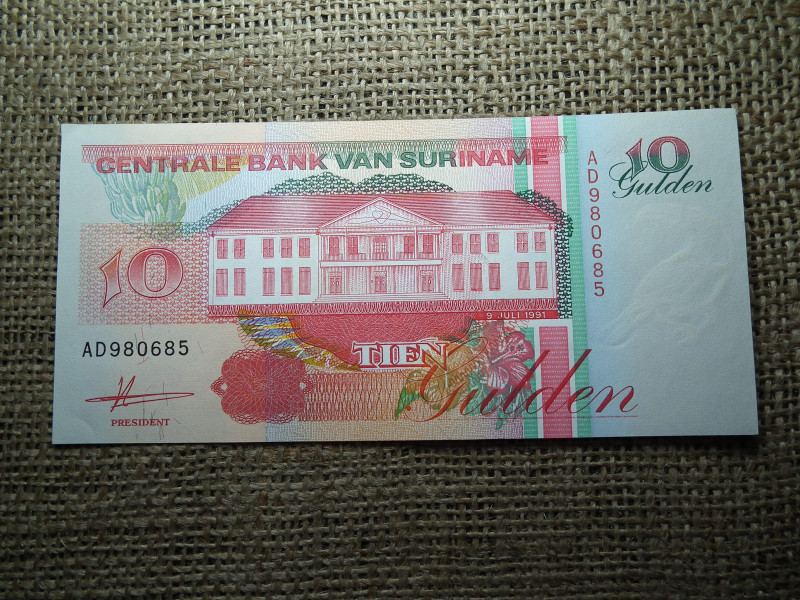 CENTRALE BANK VAN SURINAME
10
Gulden
AD980685
10
9 JULI 1991
AD980685
TIEN
Gulden
PRESIDENT